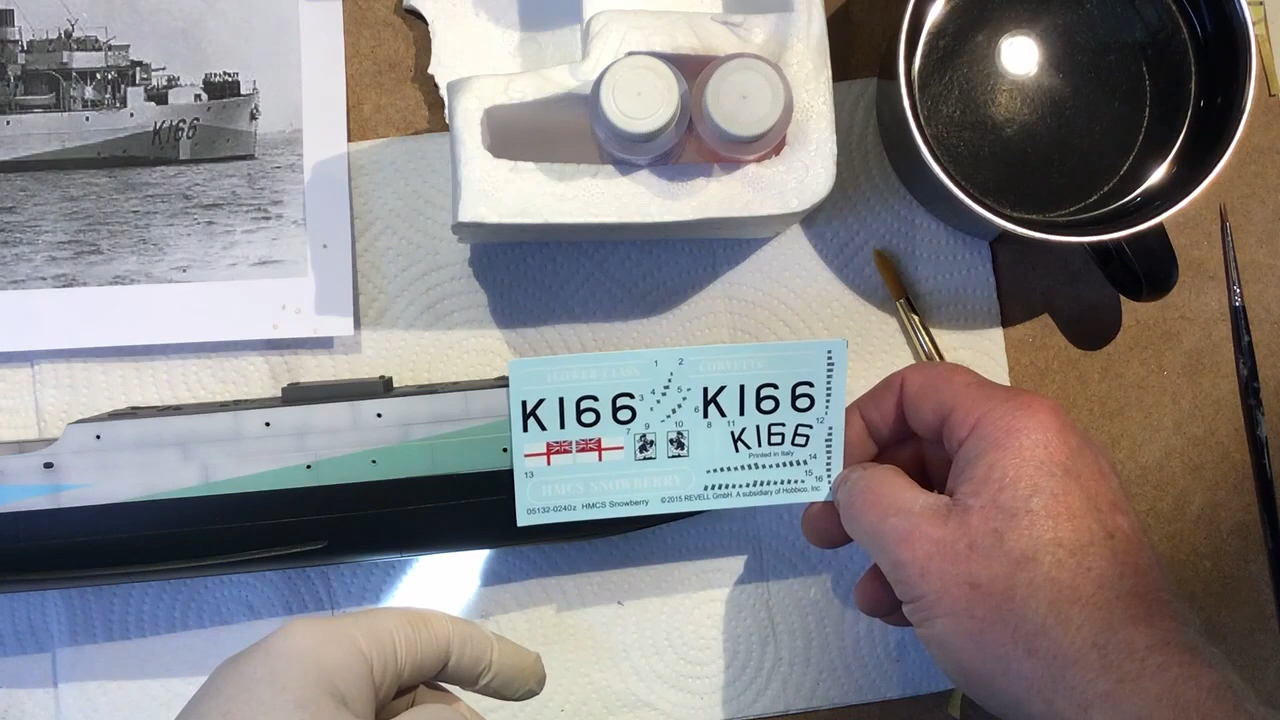 K166
FLOWER CLASS
CORVETTE
1 2
K166
3 4 5
6
K166
7 9 10 8 11 12
K166
Printed in Italy
13
14
15
16
HMCS SNOWBERRY
05132-0240z HMCS Snowberry
©2015 REVELL GmbH. A subsidiary of Hobbico, Inc.